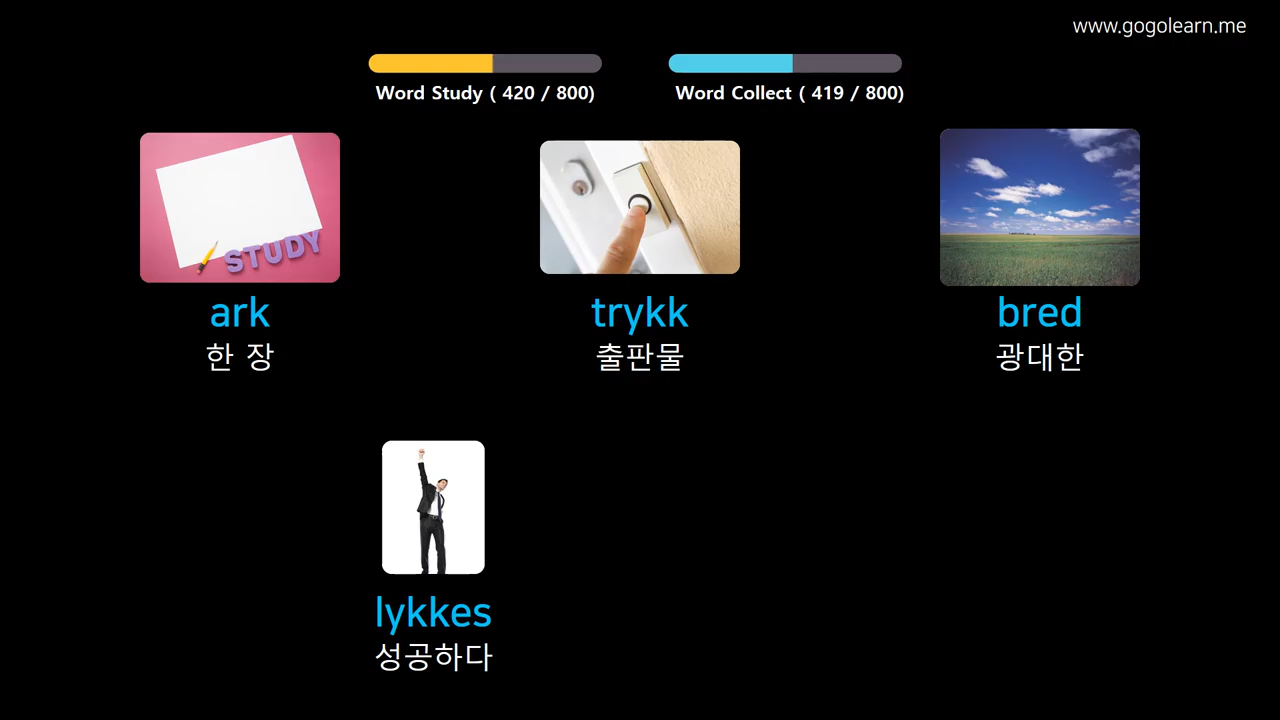 www.gogolearn.me
Word Study ( 420 / 800)
Word Collect ( 419 / 800)
STUDY
ark
한 장
trykk
출판물
bred
광대한
lykkes
성공하다